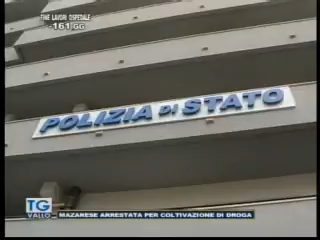 FINE LAVORI OSPEDALE
-161 GG.
POLIZIA DI STATO
TG
VALLO
MAZARESE ARRESTATA PER COLTIVAZIONE DI DROGA